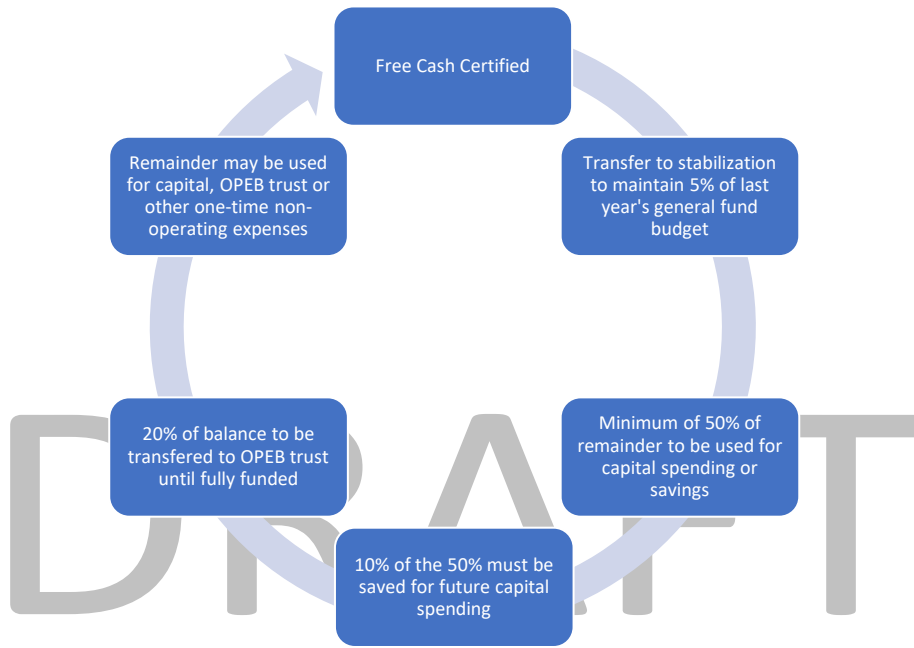 Free Cash Certified
Transfer to stabilization
to maintain 5% of last
year's general fund
budget
Minimum of 50% of
remainder to be used for
capital spending or
savings
10% of the 50% must be
saved for future capital
spending
20% of balance to be
transfered to OPEB trust
until fully funded
Remainder may be used
for capital, OPEB trust or
other one-time non-
operating expenses
DRAFT